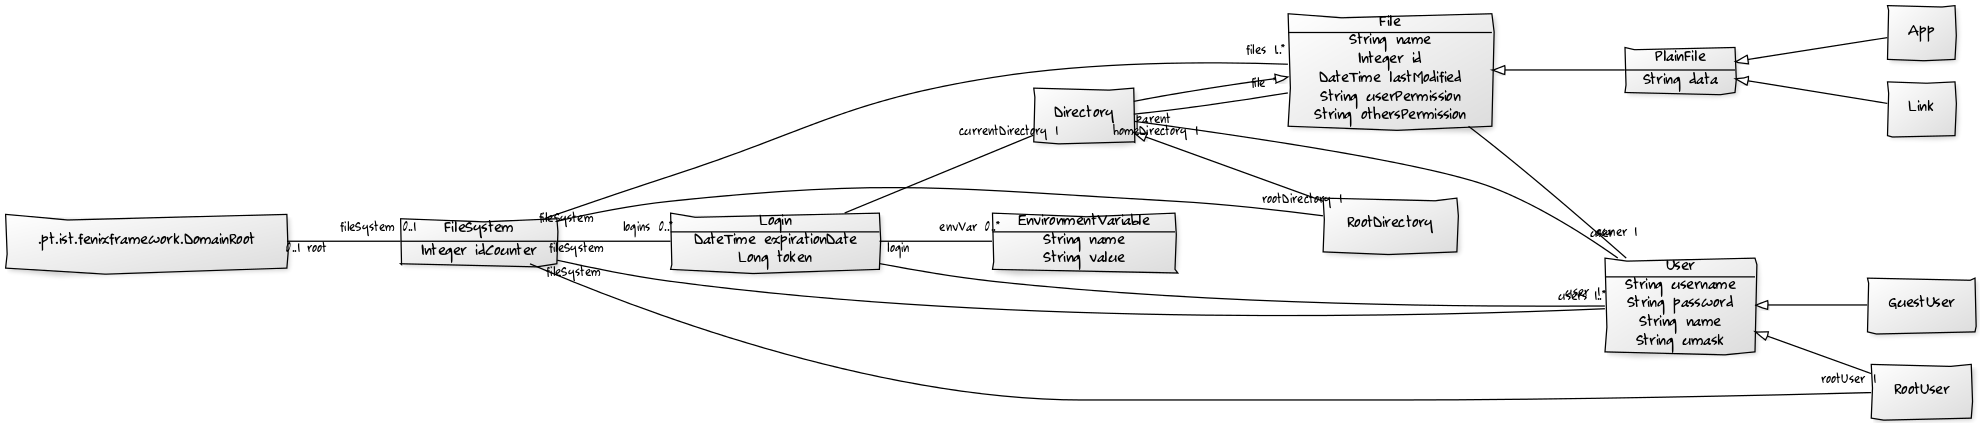 File
String name
Integer id
DateTime lastModified
String userPermission
String othersPermission
files 1..*
file
PlainFile
String data
App
Link
Directory
parent
currentDirectory 1
homeDirectory 1
.pt.ist.fenixframework.DomainRoot
0..1 root
fileSystem 0..1
FileSystem
Integer idCounter
fileSystem
fileSystem
fileSystem
logins 0..*
Login
DateTime expirationDate
Long token
login
envVar 0..*
EnvironmentVariable
String name
String value
rootDirectory 1
RootDirectory
owner 1
User
String username
String password
String name
String umask
users 1..*
GuestUser
rootUser 1
RootUser